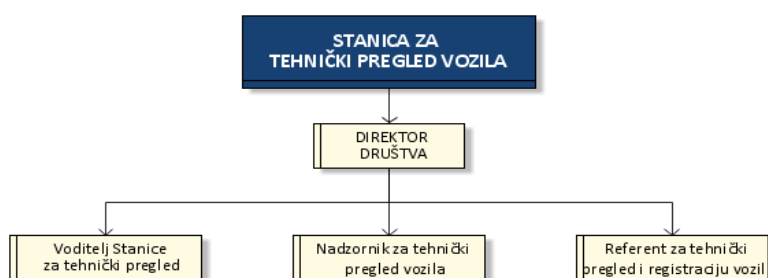 STANICA ZA
TEHNIČKI PREGLED VOZILA
DIREKTOR
DRUŠTVA
Voditelj Stanice
za tehnički pregled
Nadzornik za tehnički
pregled vozila
Referent za tehnički
pregled i registraciju vozil